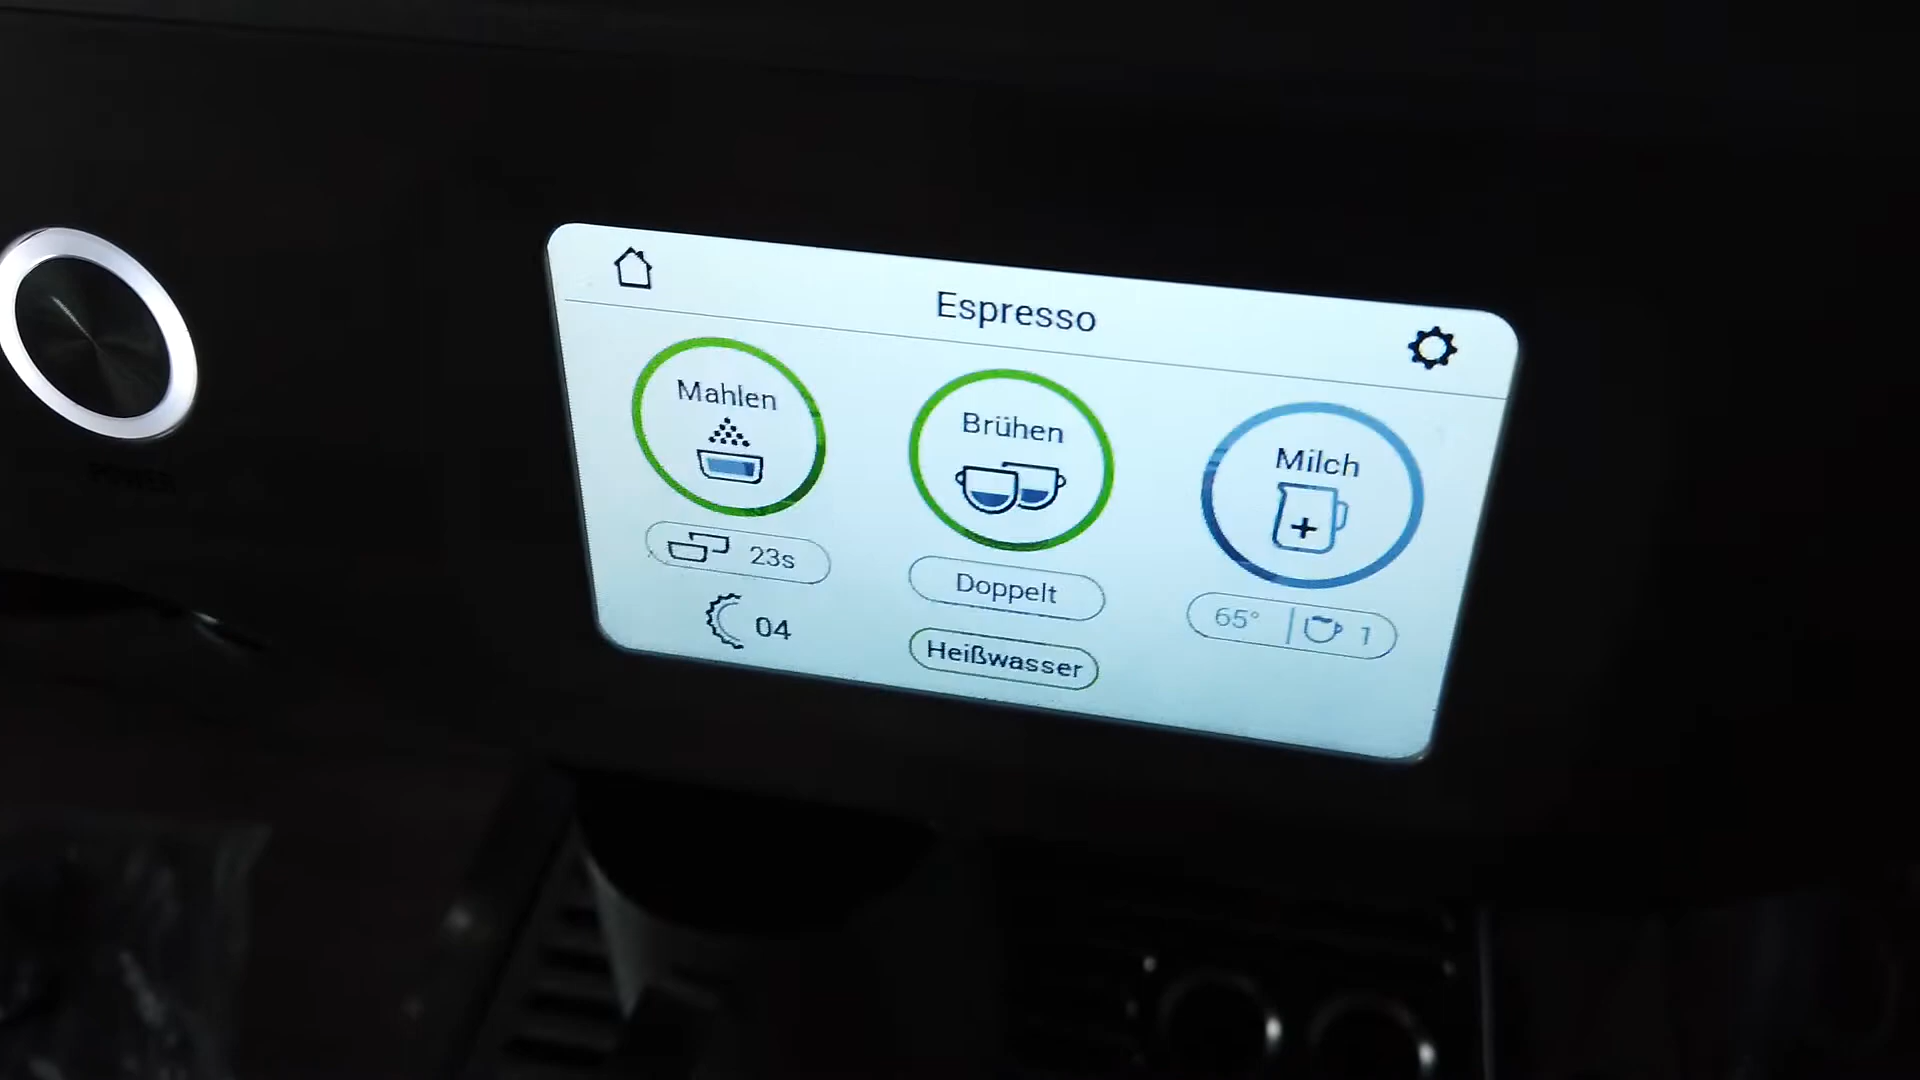 Espresso
Mahlen
Brühen
Milch
23s
Doppelt
65° 1
04
Heißwasser
POWER